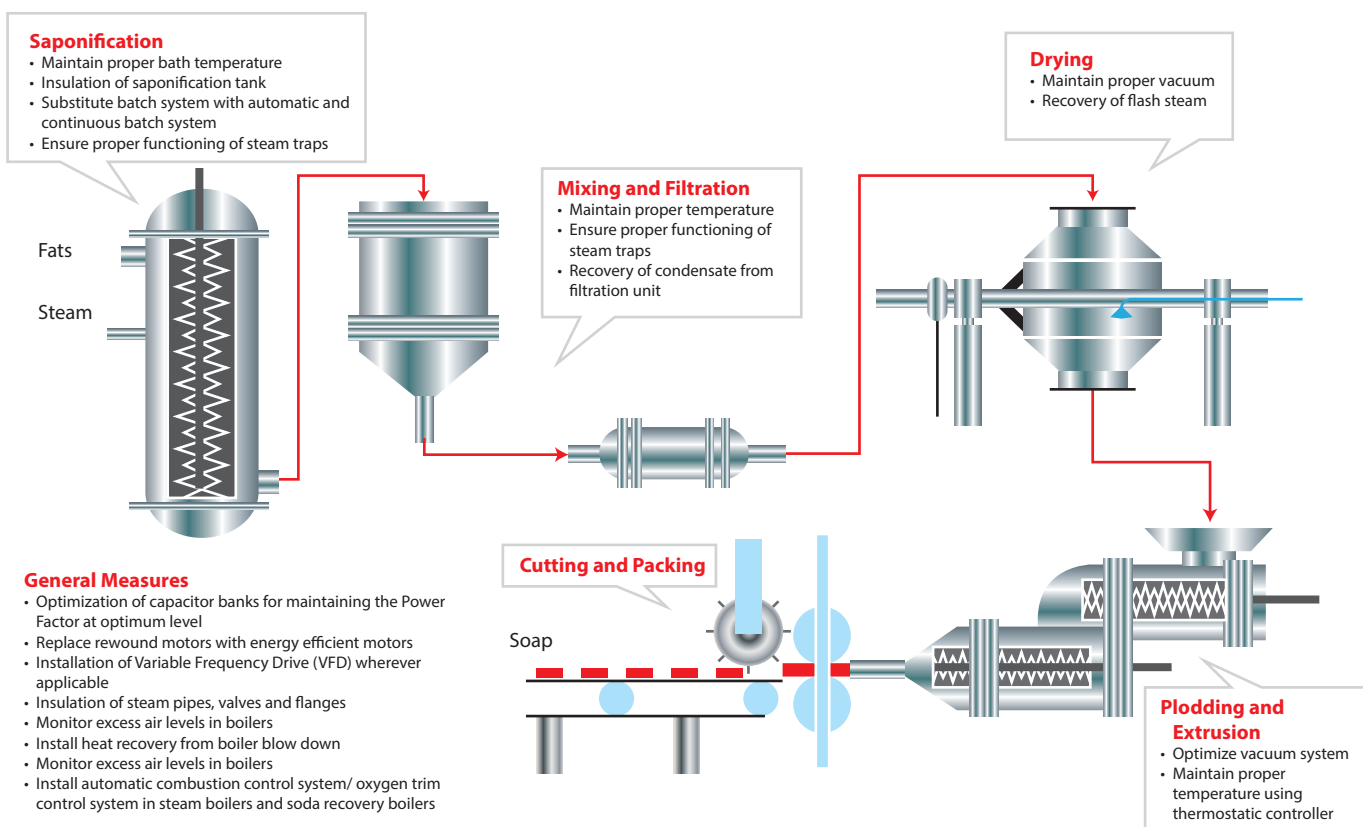 Saponification
• Maintain proper bath temperature
• Insulation of saponification tank
• Substitute batch system with automatic and
continuous batch system
• Ensure proper functioning of steam traps
Drying
• Maintain proper vacuum
• Recovery of flash steam
Mixing and Filtration
• Maintain proper temperature
• Ensure proper functioning of
steam traps
• Recovery of condensate from
filtration unit
Fats
Steam
General Measures
• Optimization of capacitor banks for maintaining the Power
Factor at optimum level
• Replace rewound motors with energy efficient motors
• Installation of Variable Frequency Drive (VFD) wherever
applicable
• Insulation of steam pipes, valves and flanges
• Monitor excess air levels in boilers
• Install heat recovery from boiler blow down
• Monitor excess air levels in boilers
• Install automatic combustion control system/ oxygen trim
control system in steam boilers and soda recovery boilers
Cutting and Packing
Soap
Plodding and
Extrusion
• Optimize vacuum system
• Maintain proper
temperature using
thermostatic controller